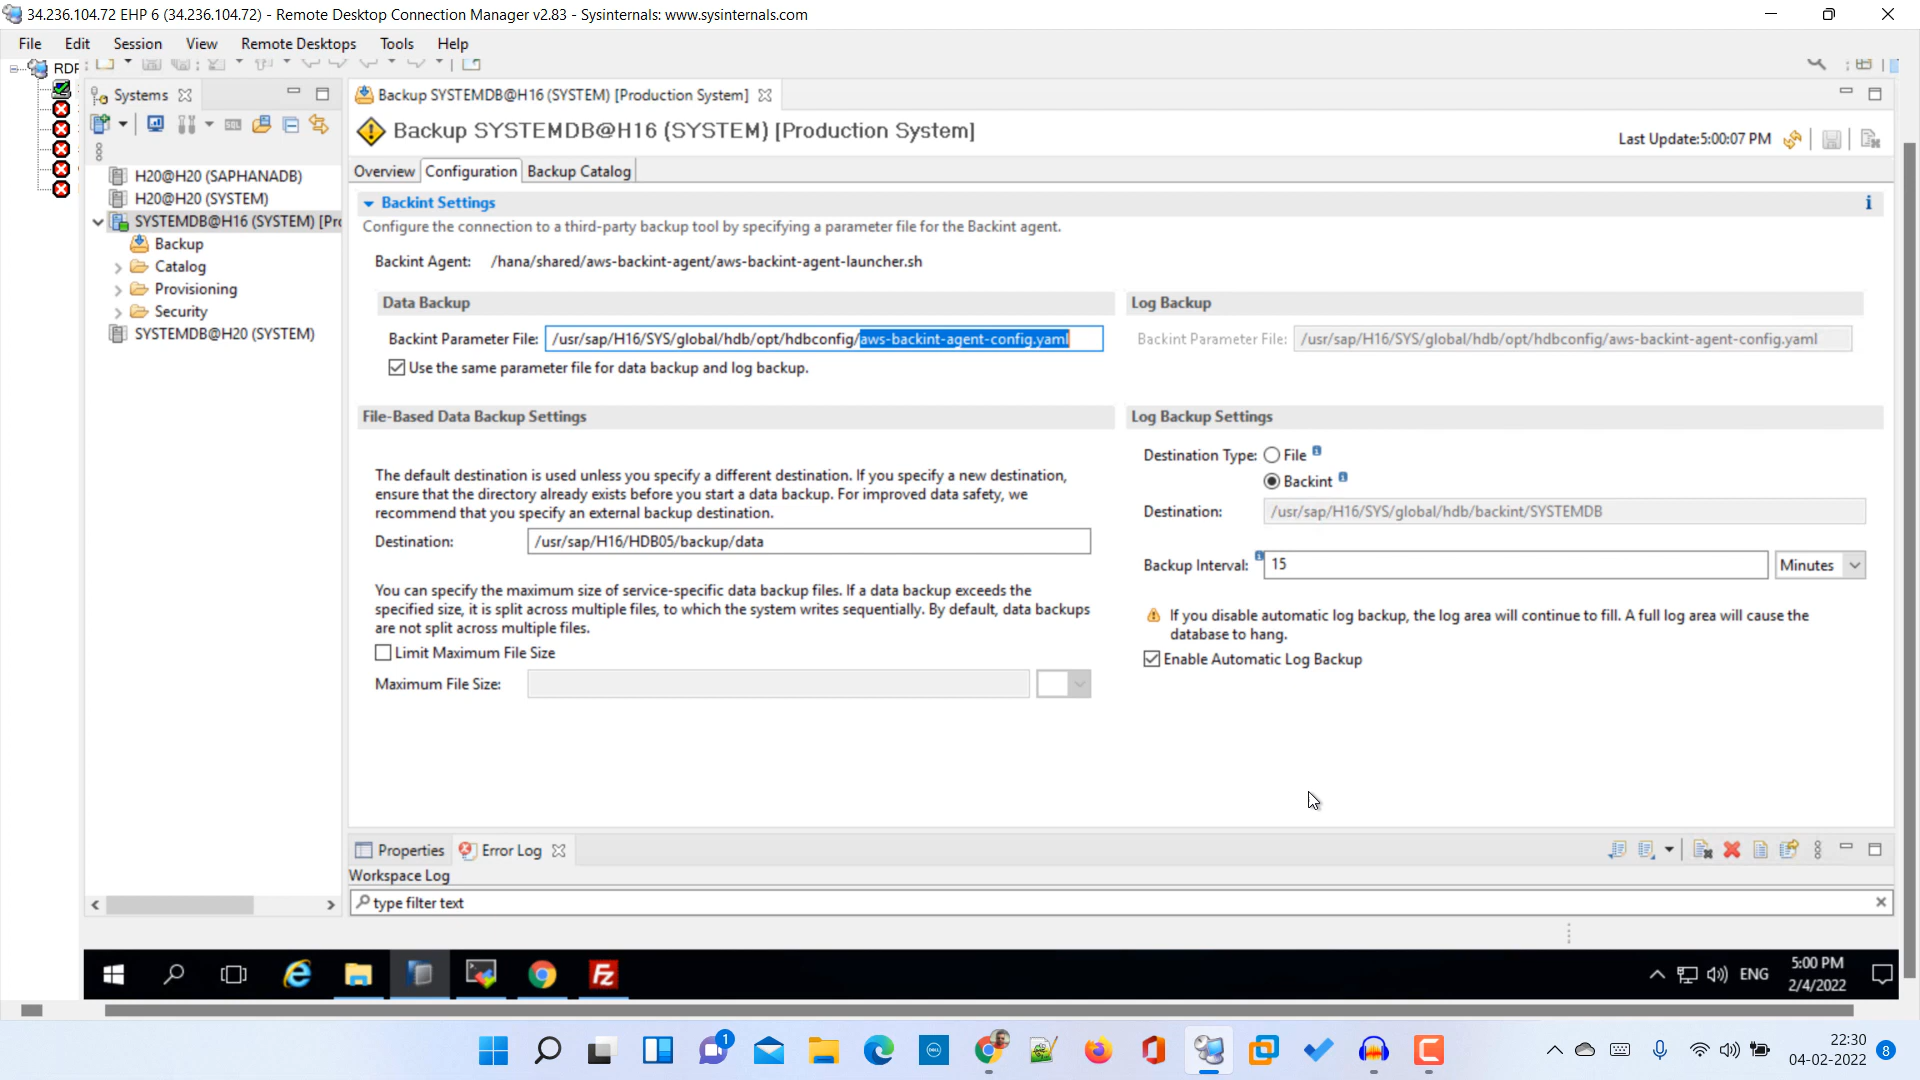 34.236.104.72 EHP 6 (34.236.104.72) - Remote Desktop Connection Manager v2.83 - Sysinternals: www.sysinternals.com
File Edit Session View Remote Desktops Tools Help
RDP
Systems
Backup SYSTEMDB@H16 (SYSTEM) [Production System]
Backup SYSTEMDB@H16 (SYSTEM) [Production System]
Last Update:5:00:07 PM
Overview Configuration Backup Catalog
H20@H20 (SAPHANADB)
H20@H20 (SYSTEM)
SYSTEMDB@H16 (SYSTEM) [Pro
Backup
Catalog
Provisioning
Security
SYSTEMDB@H20 (SYSTEM)
Backint Settings
Configure the connection to a third-party backup tool by specifying a parameter file for the Backint agent.
Backint Agent: /hana/shared/aws-backint-agent/aws-backint-agent-launcher.sh
Data Backup
Backint Parameter File: /usr/sap/H16/SYS/global/hdb/opt/hdbconfig/aws-backint-agent-config.yaml
Use the same parameter file for data backup and log backup.
Log Backup
Backint Parameter File: /usr/sap/H16/SYS/global/hdb/opt/hdbconfig/aws-backint-agent-config.yaml
File-Based Data Backup Settings
The default destination is used unless you specify a different destination. If you specify a new destination,
ensure that the directory already exists before you start a data backup. For improved data safety, we
recommend that you specify an external backup destination.
Destination: /usr/sap/H16/HDB05/backup/data
You can specify the maximum size of service-specific data backup files. If a data backup exceeds the
specified size, it is split across multiple files, to which the system writes sequentially. By default, data backups
are not split across multiple files.
Limit Maximum File Size
Maximum File Size:
Log Backup Settings
Destination Type: File
Backint
Destination: /usr/sap/H16/SYS/global/hdb/backint/SYSTEMDB
Backup Interval: 15 Minutes
If you disable automatic log backup, the log area will continue to fill. A full log area will cause the
database to hang.
Enable Automatic Log Backup
Properties Error Log
Workspace Log
type filter text
ENG
5:00 PM
2/4/2022
1
22:30
04-02-2022
8